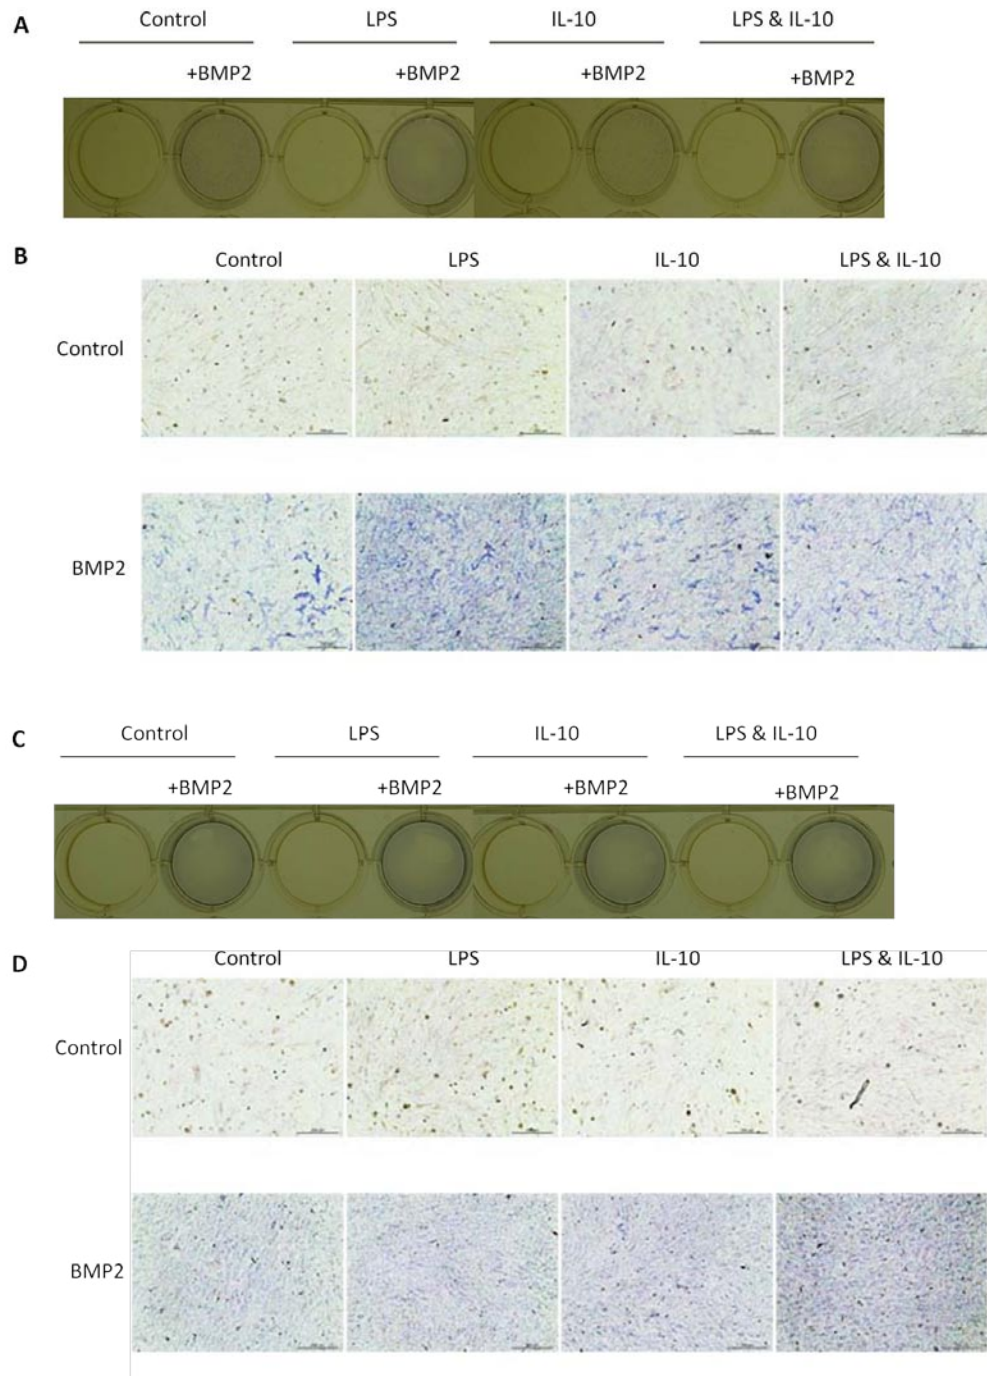 A
Control LPS IL-10 LPS & IL-10
+BMP2 +BMP2 +BMP2 +BMP2
B
Control LPS IL-10 LPS & IL-10
Control
BMP2
C
Control LPS IL-10 LPS & IL-10
+BMP2 +BMP2 +BMP2 +BMP2
D
Control LPS IL-10 LPS & IL-10
Control
BMP2